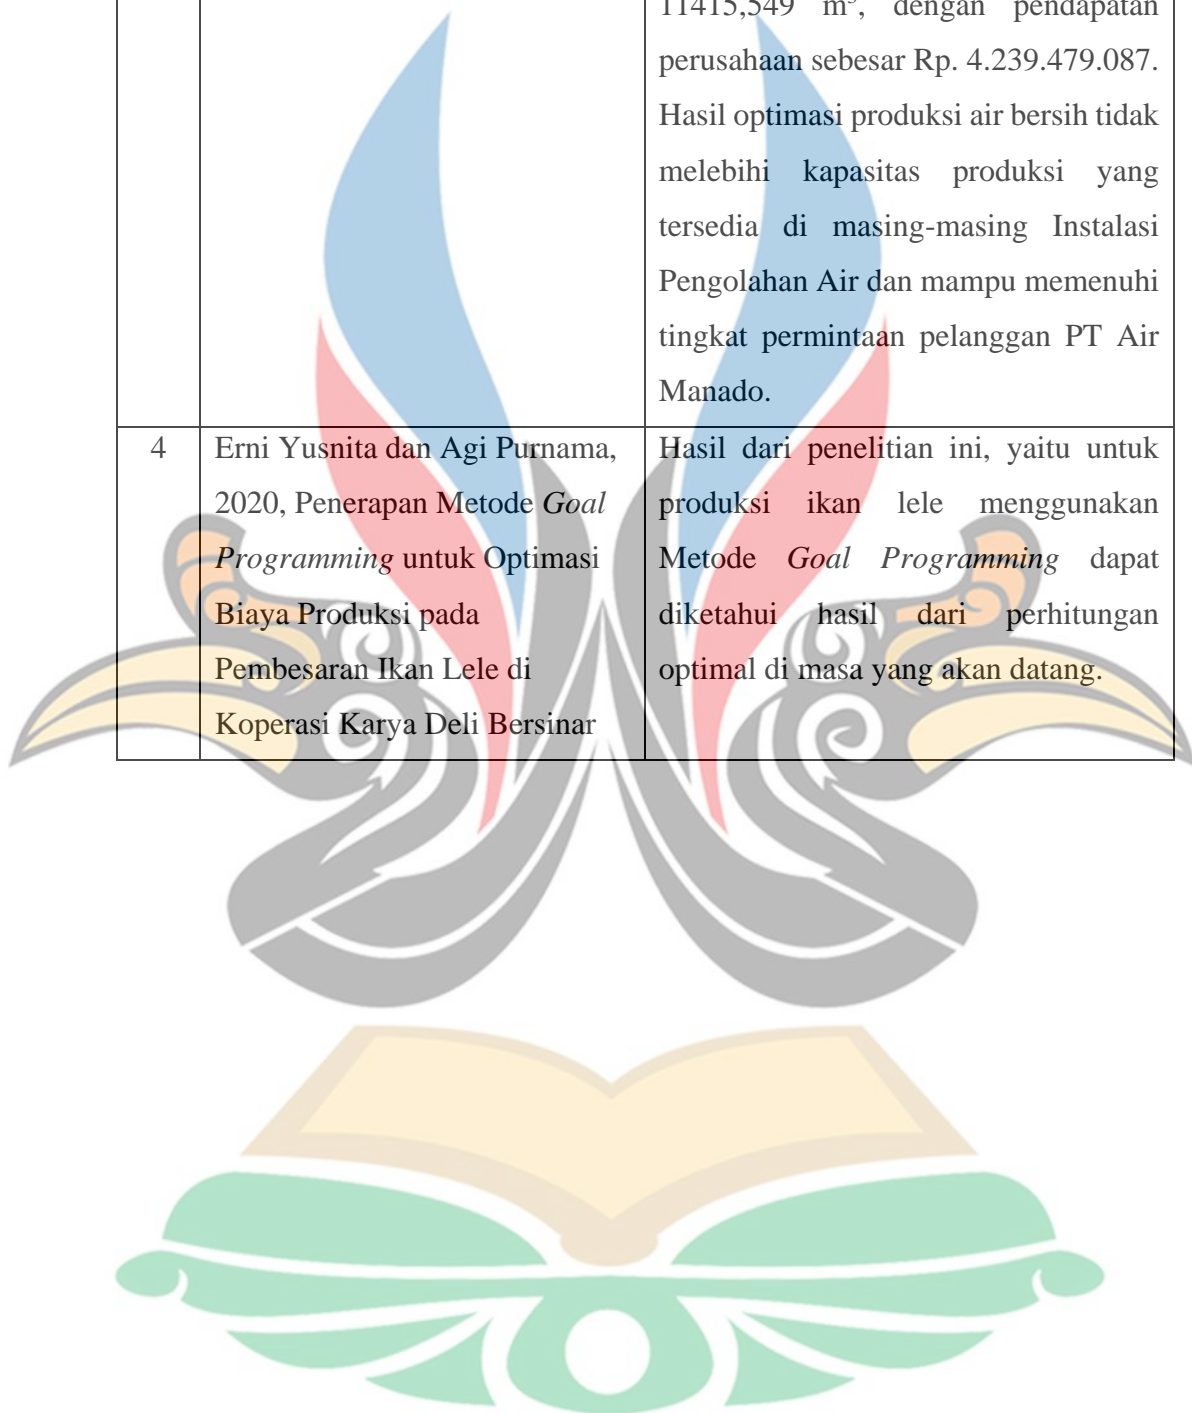 11415,549 m³, dengan pendapatan
perusahaan sebesar Rp. 4.239.479.087.
Hasil optimasi produksi air bersih tidak
melebihi kapasitas produksi yang
tersedia di masing-masing Instalasi
Pengolahan Air dan mampu memenuhi
tingkat permintaan pelanggan PT Air
Manado.
4
Erni Yusnita dan Agi Purnama,
2020, Penerapan Metode Goal
Programming untuk Optimasi
Biaya Produksi pada
Pembesaran Ikan Lele di
Koperasi Karya Deli Bersinar
Hasil dari penelitian ini, yaitu untuk
produksi ikan lele menggunakan
Metode Goal Programming dapat
diketahui hasil dari perhitungan
optimal di masa yang akan datang.